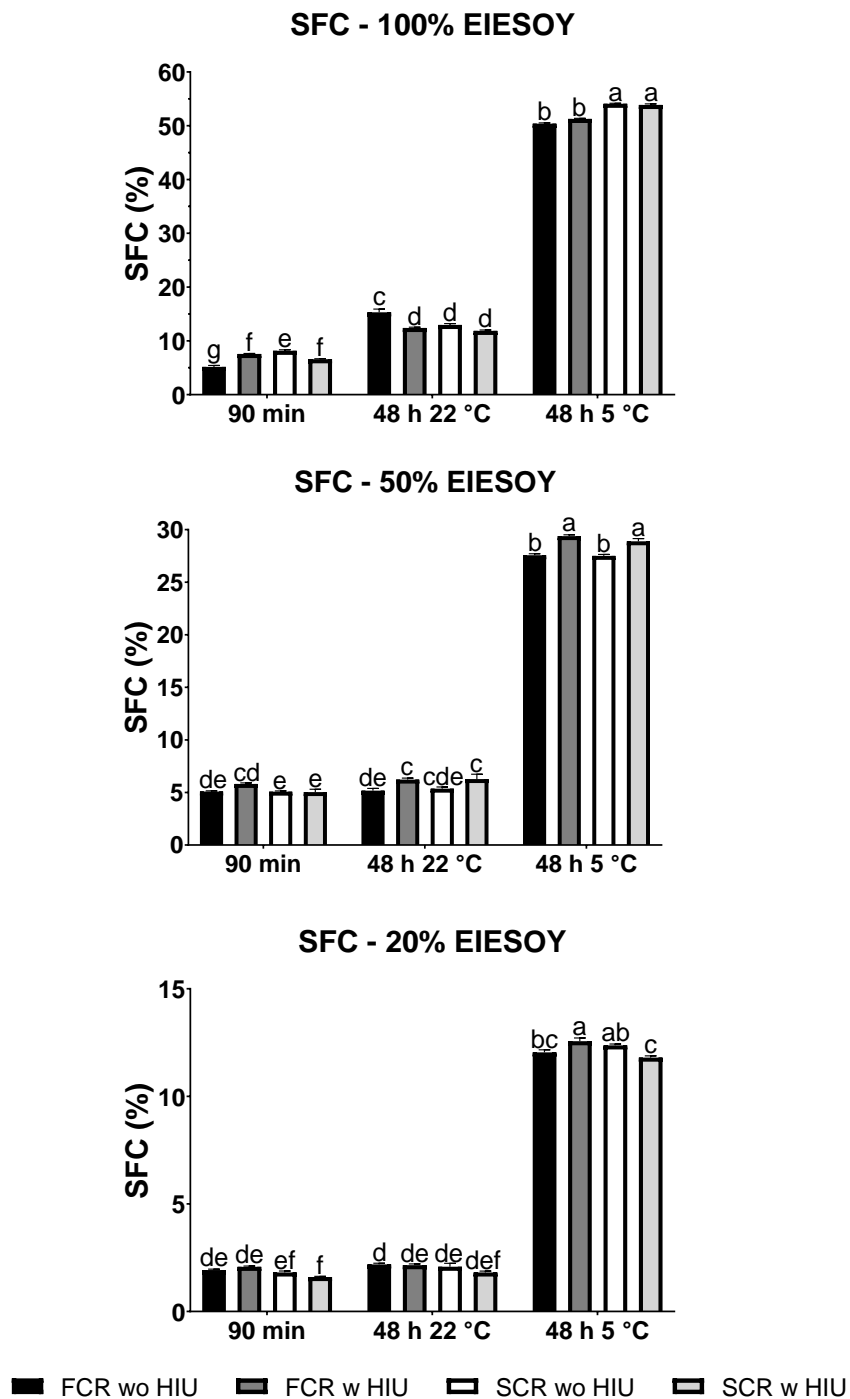 SFC - 100% EIESOY
SFC (%)
60
50
40
30
20
10
0
g f e f c d d d b b a a
90 min 48 h 22 °C 48 h 5 °C
SFC - 50% EIESOY
SFC (%)
30
25
20
15
10
5
0
de cd e e de c cde c b a b a
90 min 48 h 22 °C 48 h 5 °C
SFC - 20% EIESOY
SFC (%)
15
10
5
0
de de ef f d de de def bc a ab c
90 min 48 h 22 °C 48 h 5 °C
FCR wo HIU FCR w HIU SCR wo HIU SCR w HIU